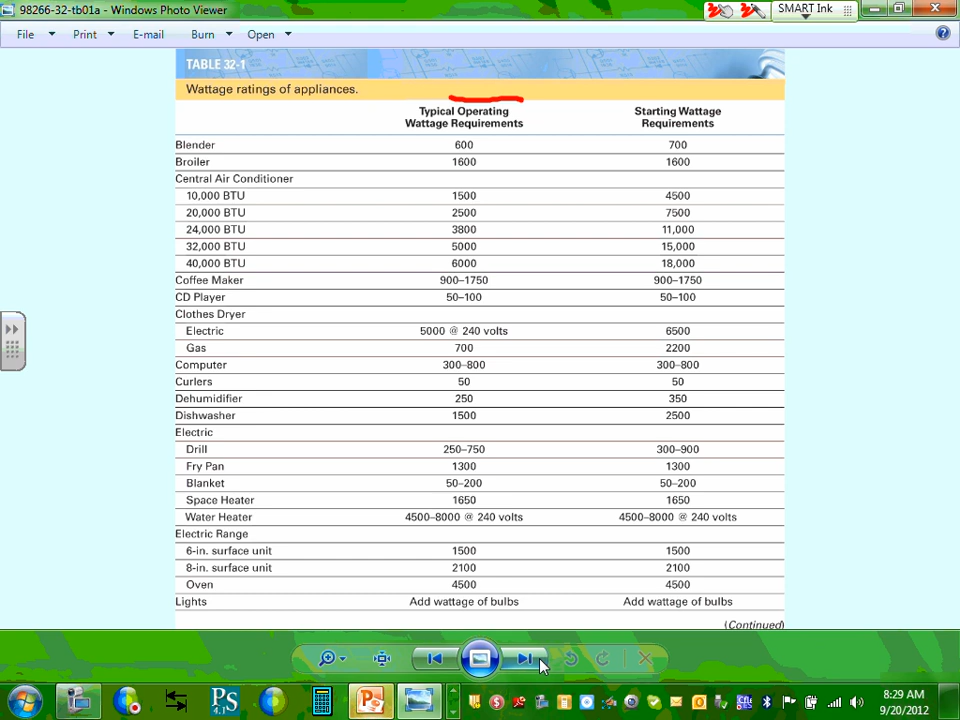 98266-32-tb01a - Windows Photo Viewer
SMART Ink
File Print E-mail Burn Open
TABLE 32-1
Wattage ratings of appliances.
Typical Operating Starting Wattage
Wattage Requirements Requirements
Blender 600 700
Broiler 1600 1600
Central Air Conditioner
10,000 BTU 1500 4500
20,000 BTU 2500 7500
24,000 BTU 3800 11,000
32,000 BTU 5000 15,000
40,000 BTU 6000 18,000
Coffee Maker 900–1750 900–1750
CD Player 50–100 50–100
Clothes Dryer
Electric 5000 @ 240 volts 6500
Gas 700 2200
Computer 300–800 300–800
Curlers 50 50
Dehumidifier 250 350
Dishwasher 1500 2500
Electric
Drill 250–750 300–900
Fry Pan 1300 1300
Blanket 50–200 50–200
Space Heater 1650 1650
Water Heater 4500–8000 @ 240 volts 4500–8000 @ 240 volts
Electric Range
6-in. surface unit 1500 1500
8-in. surface unit 2100 2100
Oven 4500 4500
Lights Add wattage of bulbs Add wattage of bulbs
(Continued)
PS
4.1
8:29 AM
9/20/2012